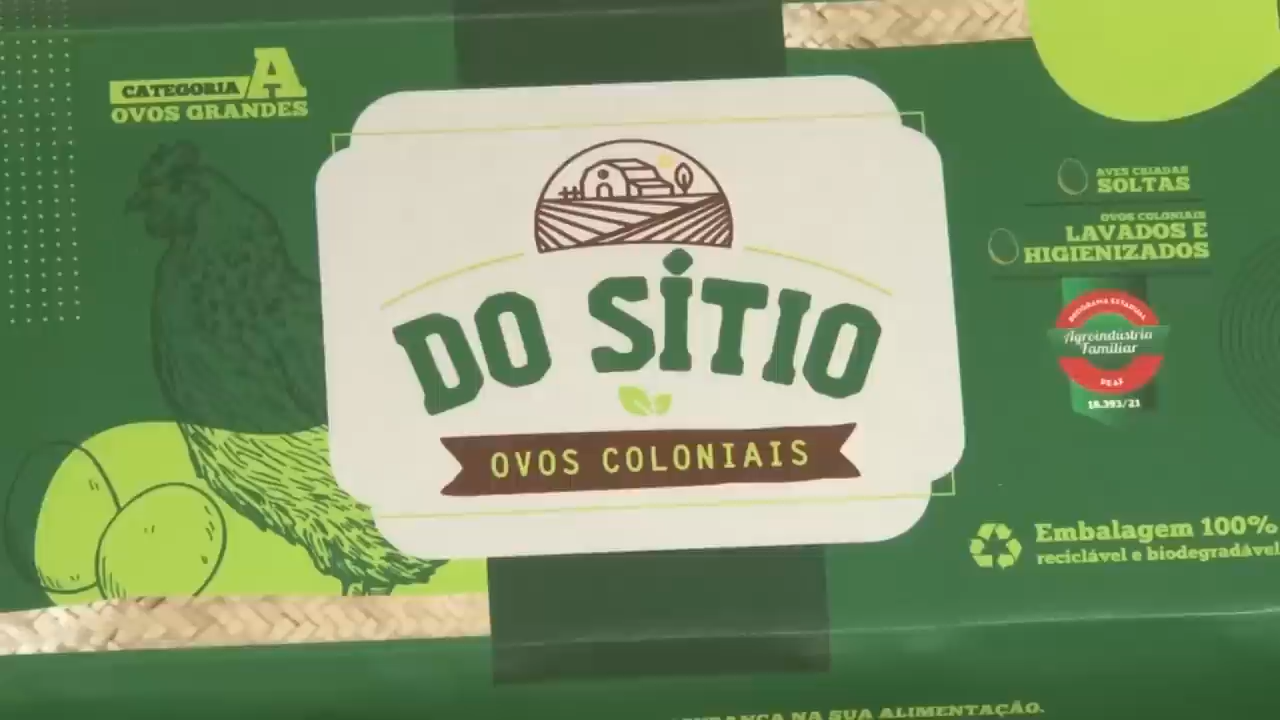 CATEGORIA A
OVOS GRANDES
DO SÍTIO
OVOS COLONIAIS
AVES CRIADAS
SOLTAS
OVOS COLONIAIS
LAVADOS E
HIGIENIZADOS
PROGRAMA ESTADUAL
Agroindústria
Familiar
PEAF
18.393/21
Embalagem 100%
reciclável e biodegradável
NA SUA ALIMENTAÇÃO.